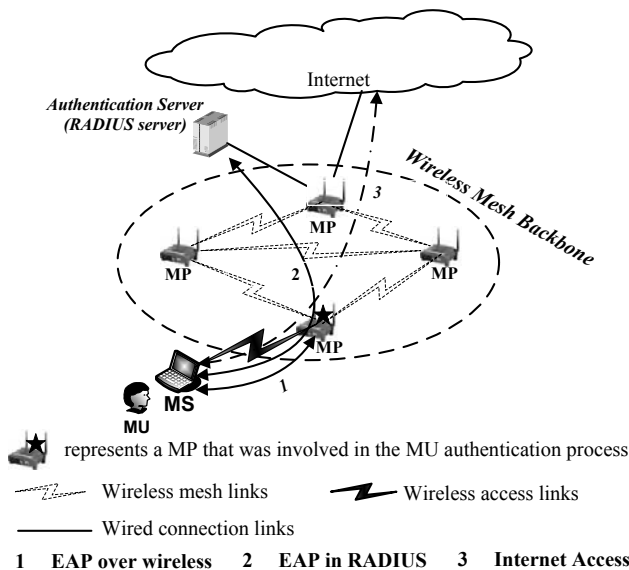 Internet
Authentication Server
(RADIUS server)
Wireless Mesh Backbone
3
MP
MP
MP
2
MP
1
MS
MU
represents a MP that was involved in the MU authentication process
Wireless mesh links
Wireless access links
Wired connection links
1 EAP over wireless 2 EAP in RADIUS 3 Internet Access